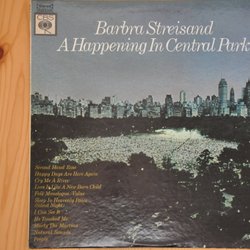 CBS
Barbra Streisand
A Happening In Central Park
Second Hand Rose
Happy Days Are Here Again
Cry Me A River
Love Is Like A New Born Child
Folk Monologue/Value
Sleep In Heavenly Peace
(Silent Night)
I Can See It
He Touched Me
Marty The Martian
Natural Sounds
People